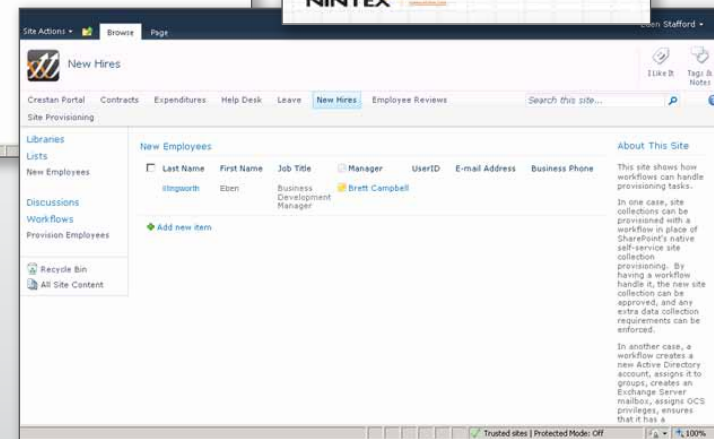 NINTEX
Site Actions
Browse
Page
Stafford
New Hires
I Like It
Tags &
Notes
Crestan Portal
Contracts
Expenditures
Help Desk
Leave
New Hires
Employee Reviews
Search this site...
Site Provisioning
Libraries
Lists
New Employees
Discussions
Workflows
Provision Employees
Recycle Bin
All Site Content
New Employees
Last Name
First Name
Job Title
Manager
UserID
E-mail Address
Business Phone
Eben
Business
Development
Manager
Brett Campbell
Add new item
About This Site
This site shows how
workflows can handle
provisioning tasks.
In one case, site
collections can be
provisioned with a
workflow in place of
SharePoint's native
self-service site
collection
provisioning. By
having a workflow
handle it, the new site
collection can be
approved, and any
extra data collection
requirements can be
enforced.
In another case, a
workflow creates a
new Active Directory
account, assigns it to
groups, creates an
Exchange Server
mailbox, assigns OCS
privileges, ensures
that it has a
Trusted sites | Protected Mode: Off
100%